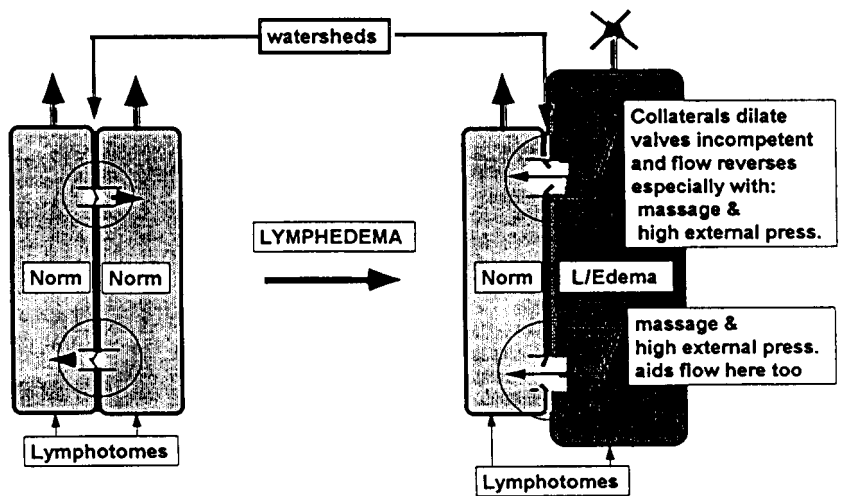 watersheds
Collaterals dilate
valves incompetent
and flow reverses
especially with:
massage &
high external press.
LYMPHEDEMA
Norm
Norm
Norm
L/Edema
massage &
high external press.
aids flow here too
Lymphotomes
Lymphotomes